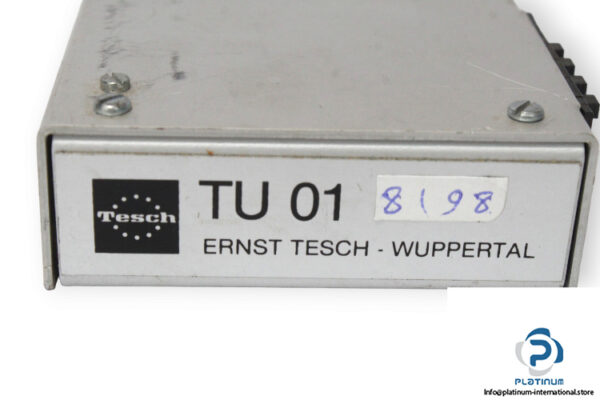 Tesch
TU 01 8198
ERNST TESCH - WUPPERTAL
PLATINUM
Info@platinum-international.store